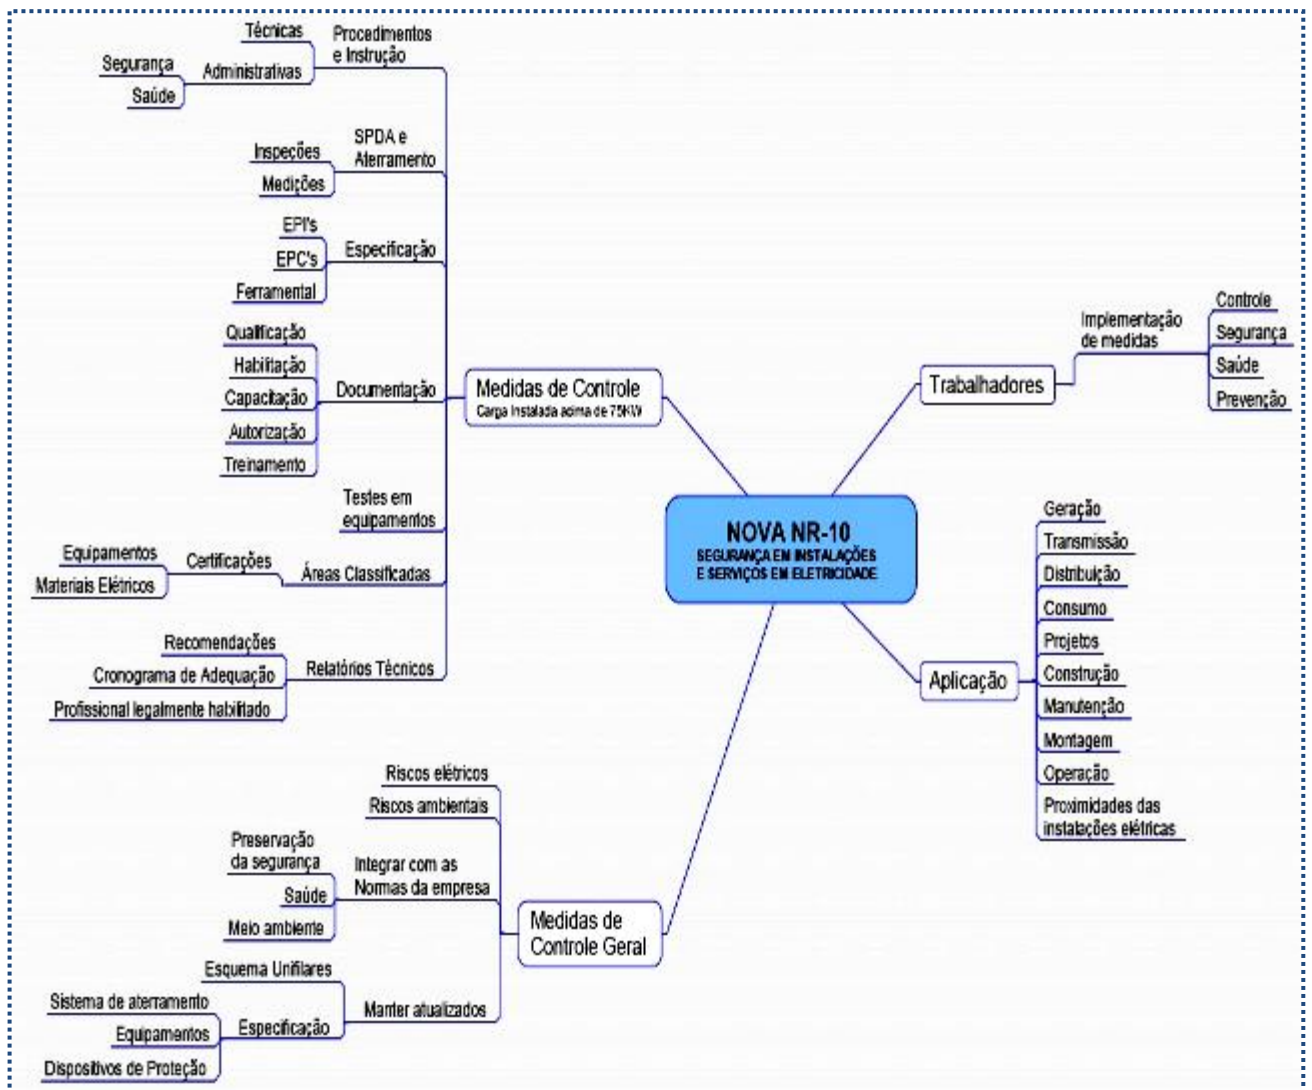 Técnicas
Administrativas
Segurança
Saúde
Procedimentos
e Instrução
Inspeções
Medições
SPDA e
Aterramento
EPI's
EPC's
Ferramental
Especificação
Qualificação
Habilitação
Capacitação
Autorização
Treinamento
Documentação
Testes em
equipamentos
Equipamentos
Materiais Elétricos
Certificações
Áreas Classificadas
Recomendações
Cronograma de Adequação
Profissional legalmente habilitado
Relatórios Técnicos
Medidas de Controle
Carga Instalada acima de 75KW
NOVA NR-10
SEGURANÇA EM INSTALAÇÕES
E SERVIÇOS EM ELETRICIDADE
Trabalhadores
Implementação
de medidas
Controle
Segurança
Saúde
Prevenção
Aplicação
Geração
Transmissão
Distribuição
Consumo
Projetos
Construção
Manutenção
Montagem
Operação
Proximidades das
instalações elétricas
Medidas de
Controle Geral
Riscos elétricos
Riscos ambientais
Integrar com as
Normas da empresa
Preservação
da segurança
Saúde
Meio ambiente
Manter atualizados
Esquema Unifilares
Especificação
Sistema de aterramento
Equipamentos
Dispositivos de Proteção